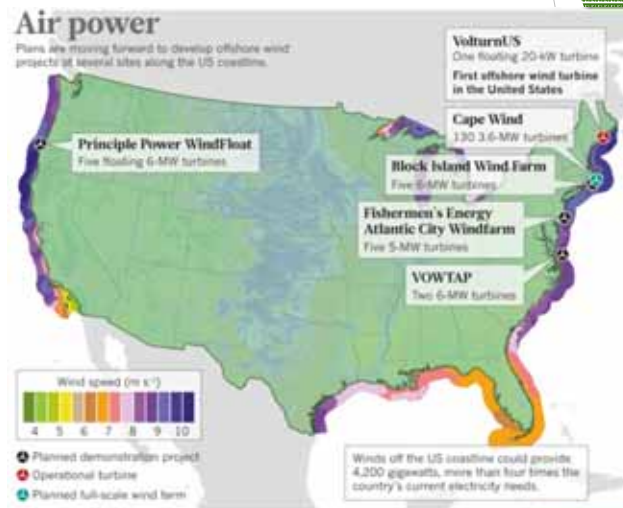 Air power
Plans are moving forward to develop offshore wind
projects at several sites along the US coastline.
VolturnUS
One floating 20-kW turbine
First offshore wind turbine
in the United States
Cape Wind
130 3.6-MW turbines
Principle Power WindFloat
Five floating 6-MW turbines
Block Island Wind Farm
Five 6-MW turbines
Fishermen's Energy
Atlantic City Windfarm
Five 5-MW turbines
VOWTAP
Two 6-MW turbines
Wind speed (m s⁻¹)
4 5 6 7 8 9 10
Planned demonstration project
Operational turbine
Planned full-scale wind farm
Winds off the US coastline could provide
4,200 gigawatts, more than four times the
country's current electricity needs.